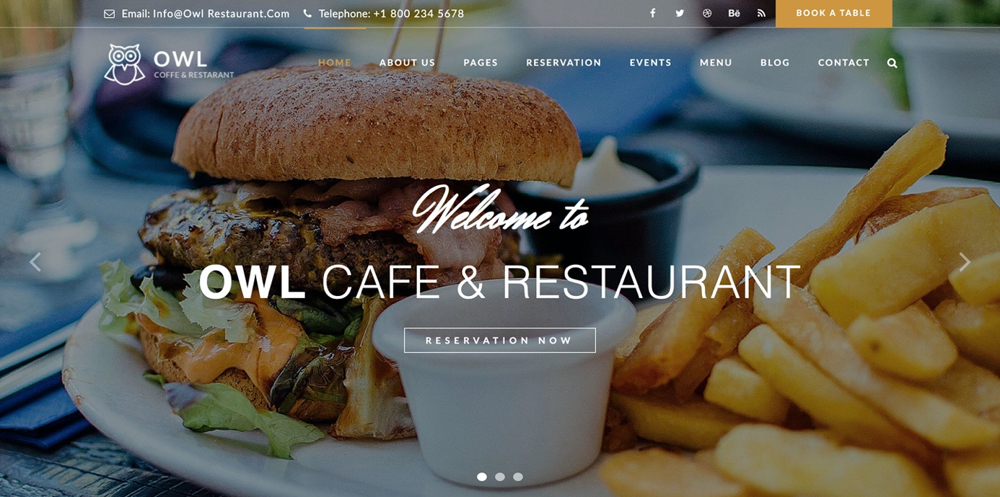 Email: Info@Owl Restaurant.Com Telephone: +1 800 234 5678 Bē BOOK A TABLE
OWL
COFFE & RESTARANT
HOME ABOUT US PAGES RESERVATION EVENTS MENU BLOG CONTACT
Welcome to
OWL CAFE & RESTAURANT
RESERVATION NOW